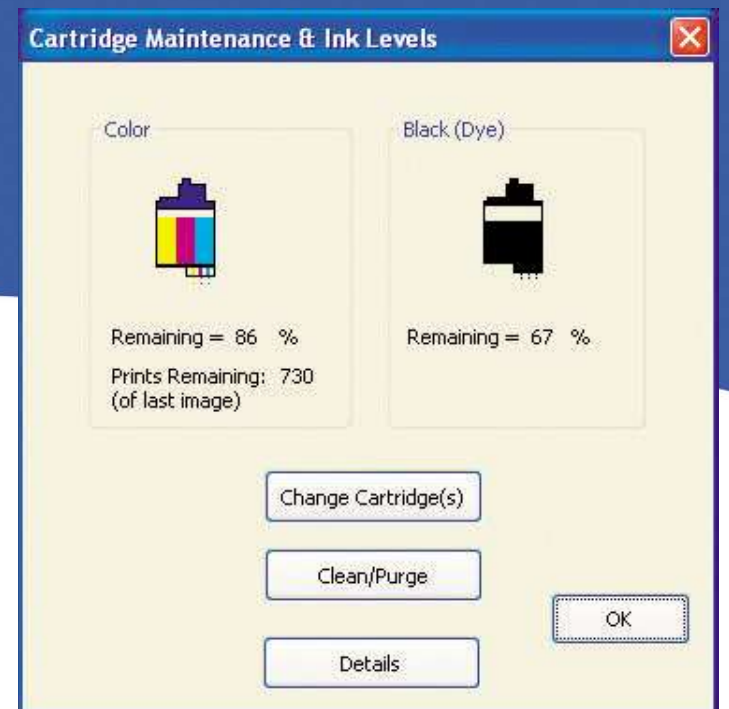 Cartridge Maintenance & Ink Levels
Color
Black (Dye)
Remaining = 86 %
Remaining = 67 %
Prints Remaining: 730
(of last image)
Change Cartridge(s)
Clean/Purge
OK
Details